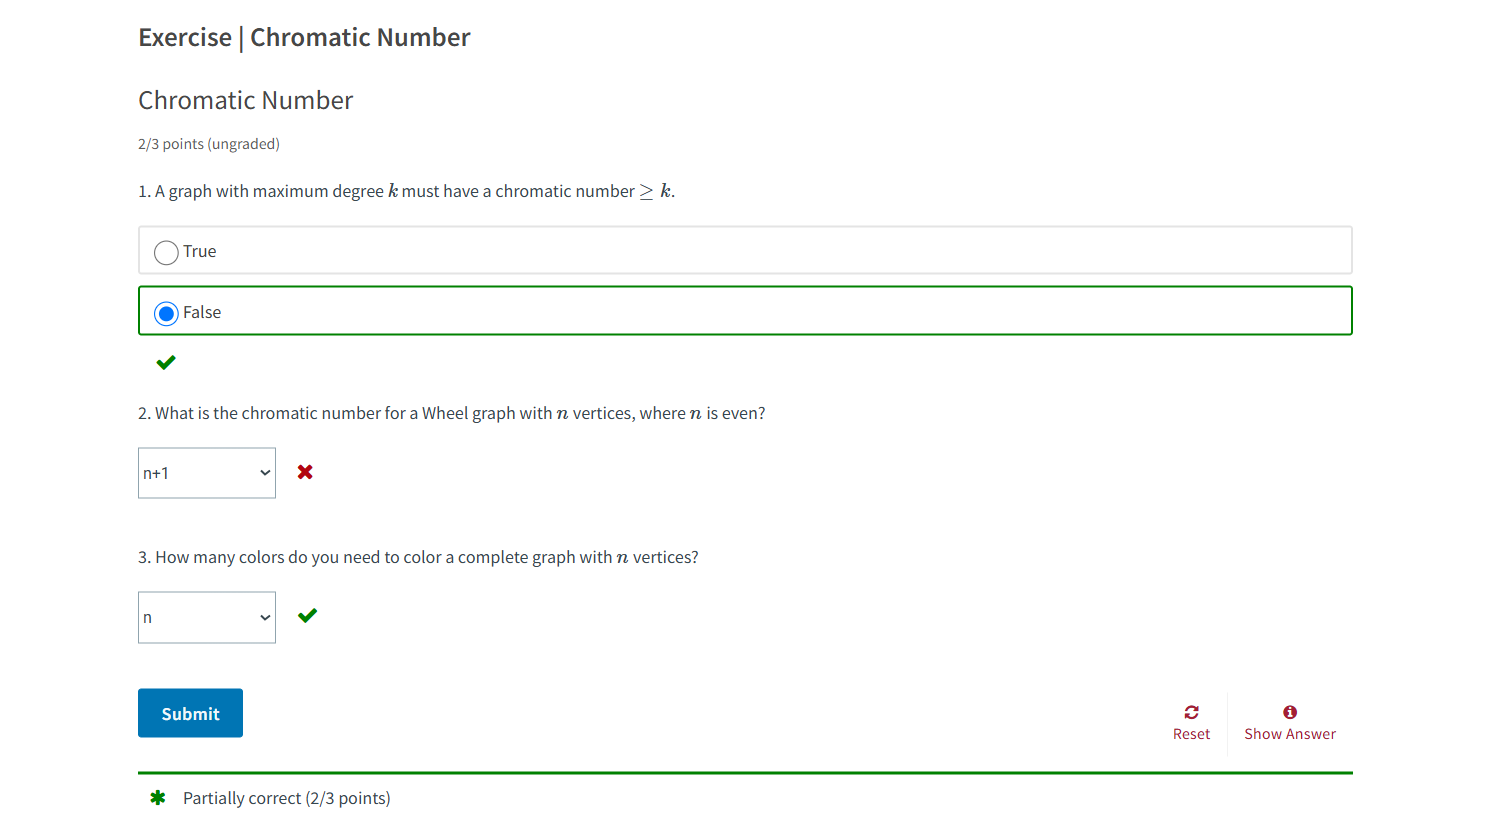 Exercise | Chromatic Number
Chromatic Number
2/3 points (ungraded)
1. A graph with maximum degree k must have a chromatic number ≥ k.
True
False
2. What is the chromatic number for a Wheel graph with n vertices, where n is even?
n+1
3. How many colors do you need to color a complete graph with n vertices?
n
Submit
Reset
Show Answer
Partially correct (2/3 points)